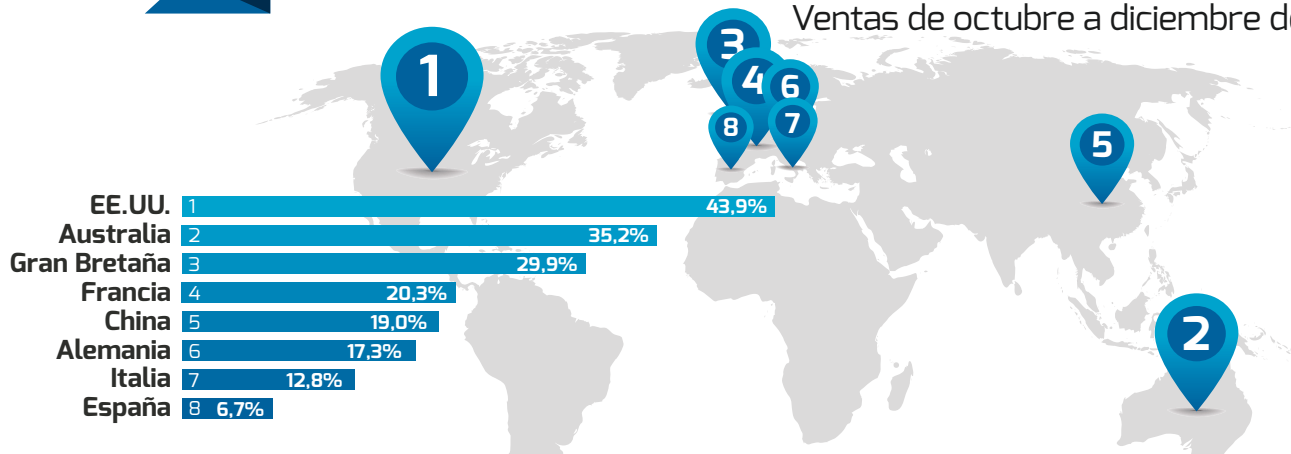 Ventas de octubre a diciembre
3
1
4
6
8
7
5
EE.UU. 1 43,9%
Australia 2 35,2%
Gran Bretaña 3 29,9%
Francia 4 20,3%
China 5 19,0%
Alemania 6 17,3%
Italia 7 12,8%
España 8 6,7%
2